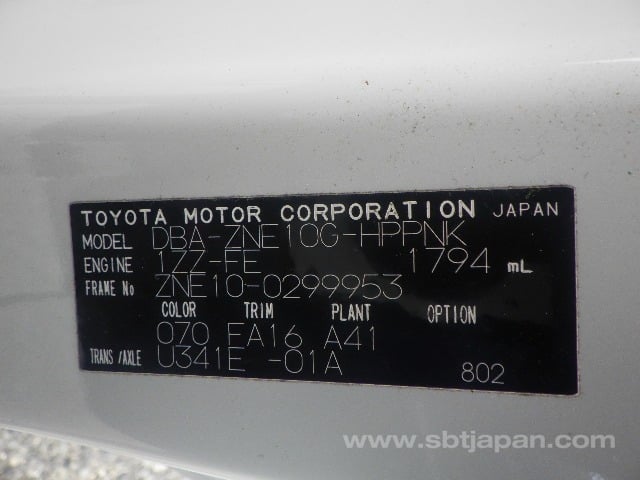 TOYOTA MOTOR CORPORATION JAPAN
MODEL DBA-ZNE10G-HPPNK
ENGINE 1ZZ-FE 1794 mL
FRAME No ZNE10-0299953
COLOR TRIM PLANT OPTION
070 FA16 A41
TRANS/AXLE U341E -01A
802
www.sbtjapan.com